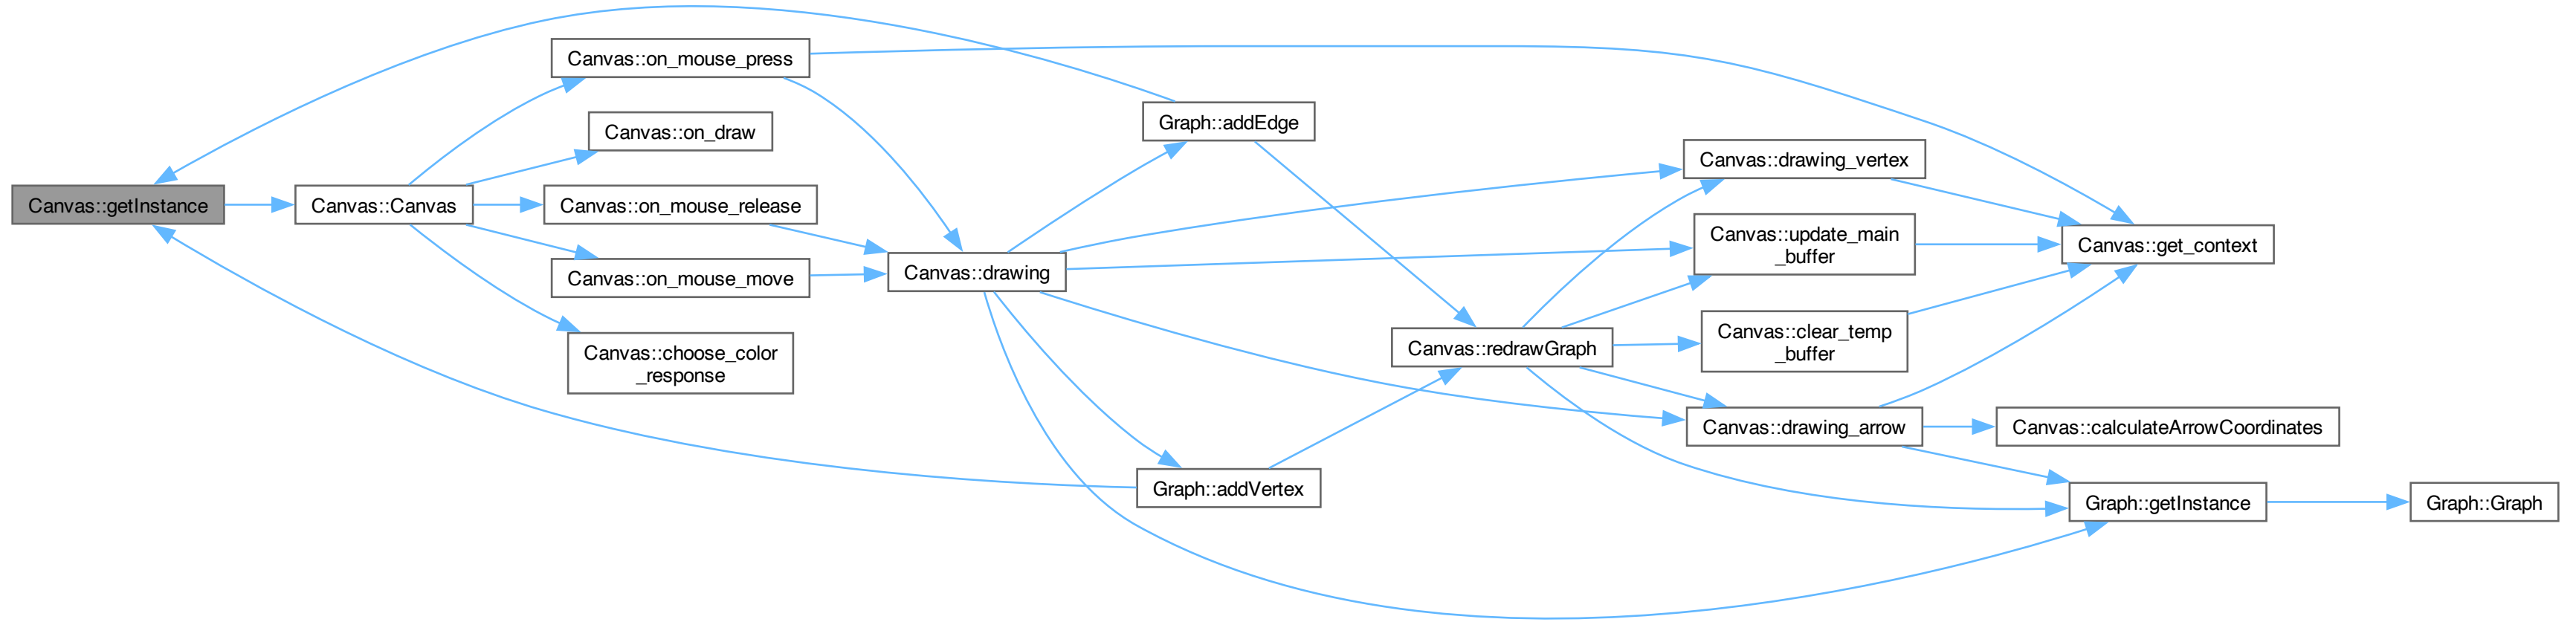 Canvas::getInstance
Canvas::Canvas
Canvas::on_mouse_press
Canvas::on_draw
Canvas::on_mouse_release
Canvas::on_mouse_move
Canvas::choose_color
_response
Canvas::drawing
Graph::addEdge
Graph::addVertex
Canvas::redrawGraph
Canvas::drawing_vertex
Canvas::update_main
_buffer
Canvas::clear_temp
_buffer
Canvas::drawing_arrow
Canvas::get_context
Canvas::calculateArrowCoordinates
Graph::getInstance
Graph::Graph